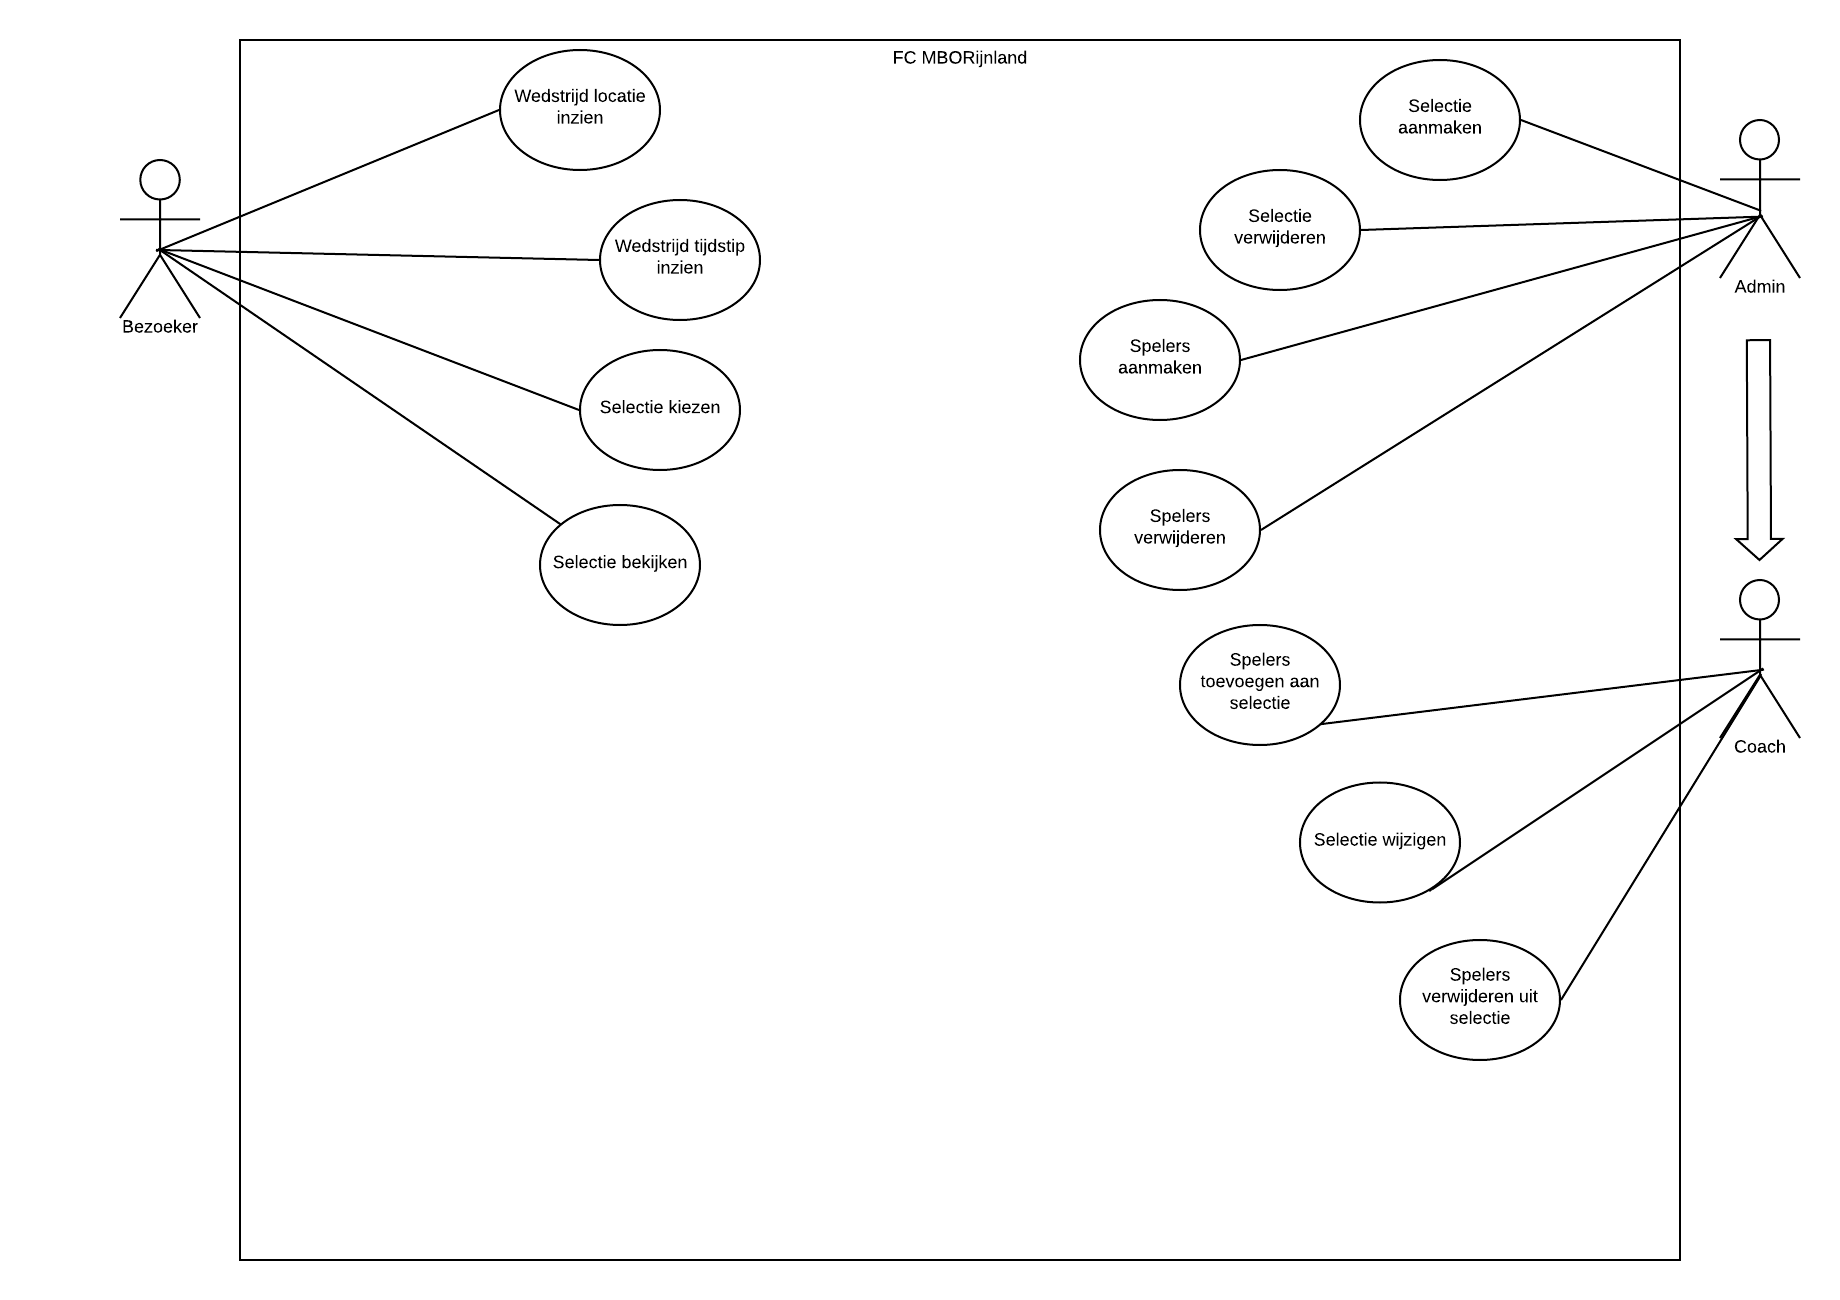 FC MBORijnland
Wedstrijd locatie
inzien
Wedstrijd tijdstip
inzien
Selectie kiezen
Selectie bekijken
Bezoeker
Selectie
aanmaken
Selectie
verwijderen
Spelers
aanmaken
Spelers
verwijderen
Admin
Spelers
toevoegen aan
selectie
Selectie wijzigen
Spelers
verwijderen uit
selectie
Coach